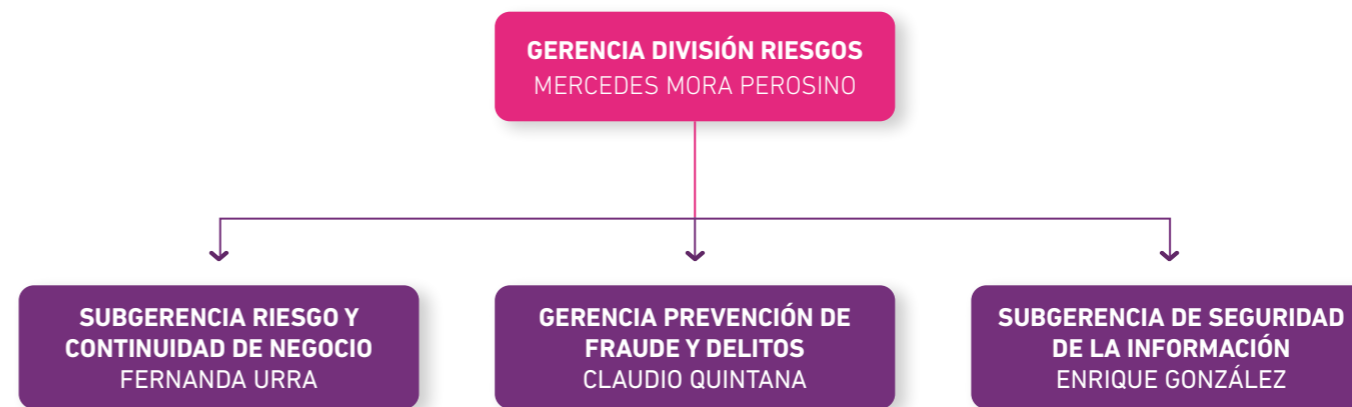 GERENCIA DIVISIÓN RIESGOS
MERCEDES MORA PEROSINO
SUBGERENCIA RIESGO Y
CONTINUIDAD DE NEGOCIO
FERNANDA URRA
GERENCIA PREVENCIÓN DE
FRAUDE Y DELITOS
CLAUDIO QUINTANA
SUBGERENCIA DE SEGURIDAD
DE LA INFORMACIÓN
ENRIQUE GONZÁLEZ